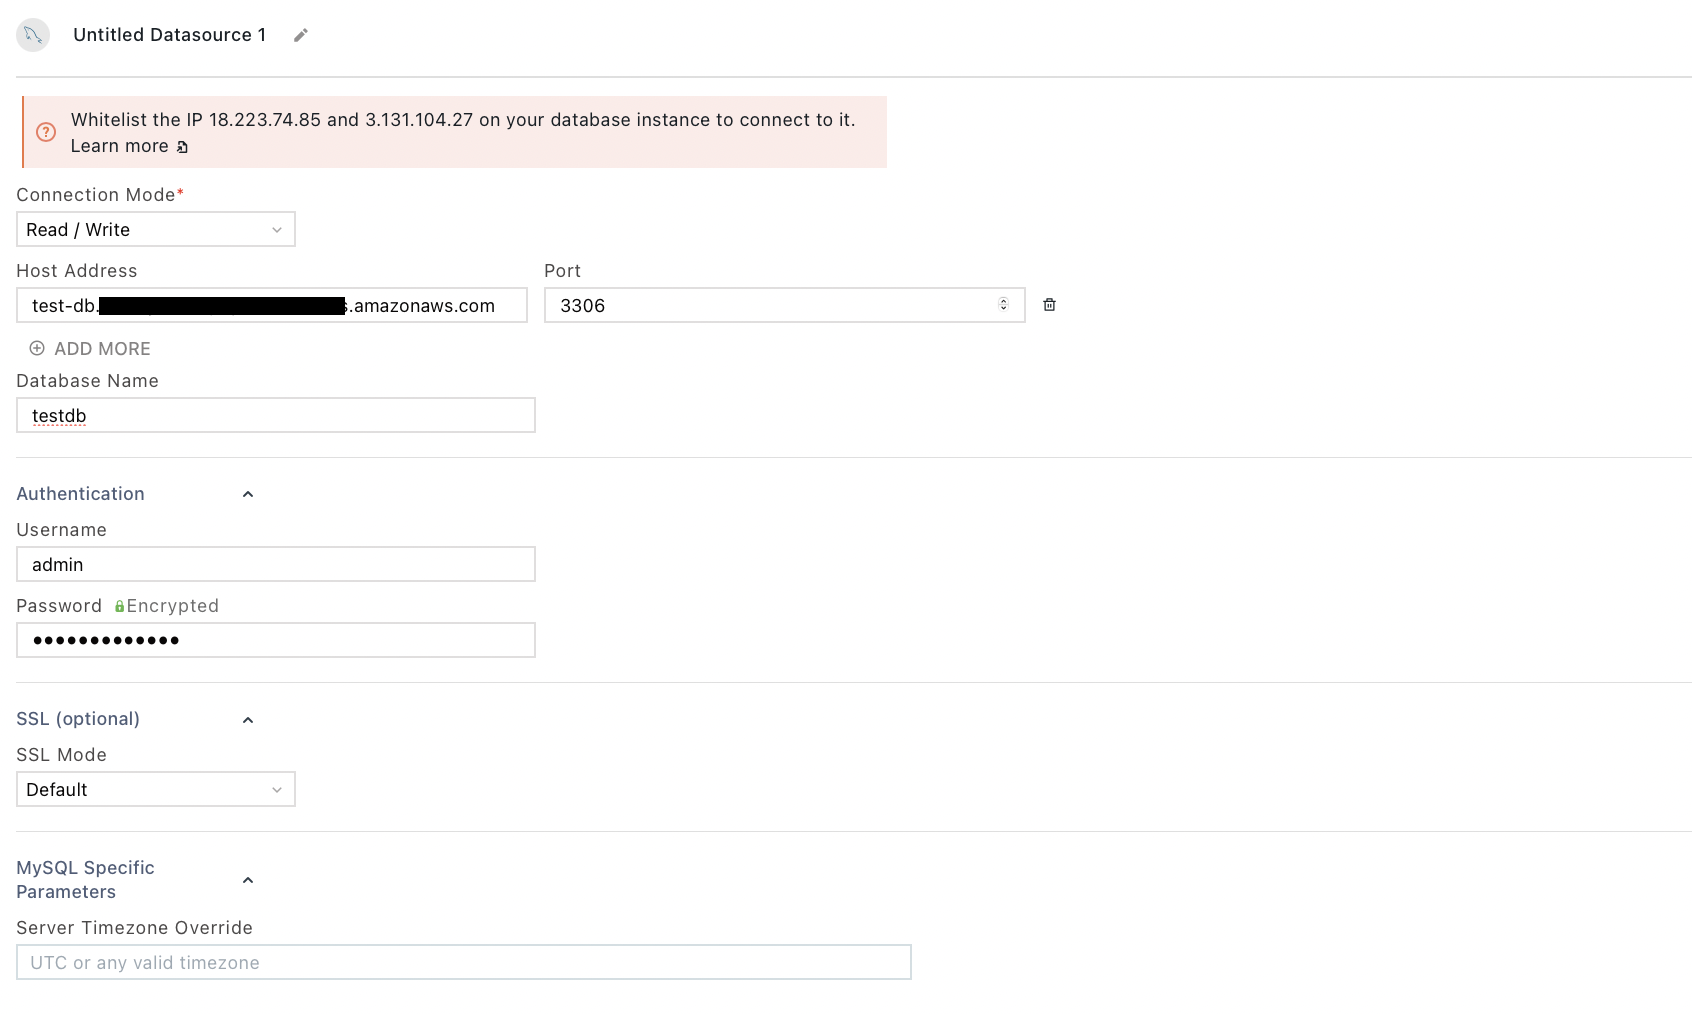 Untitled Datasource 1
Whitelist the IP 18.223.74.85 and 3.131.104.27 on your database instance to connect to it.
Learn more
Connection Mode*
Read / Write
Host Address Port
test-db. .amazonaws.com 3306
ADD MORE
Database Name
testdb
Authentication
Username
admin
Password Encrypted
•••••••••••••
SSL (optional)
SSL Mode
Default
MySQL Specific
Parameters
Server Timezone Override
UTC or any valid timezone